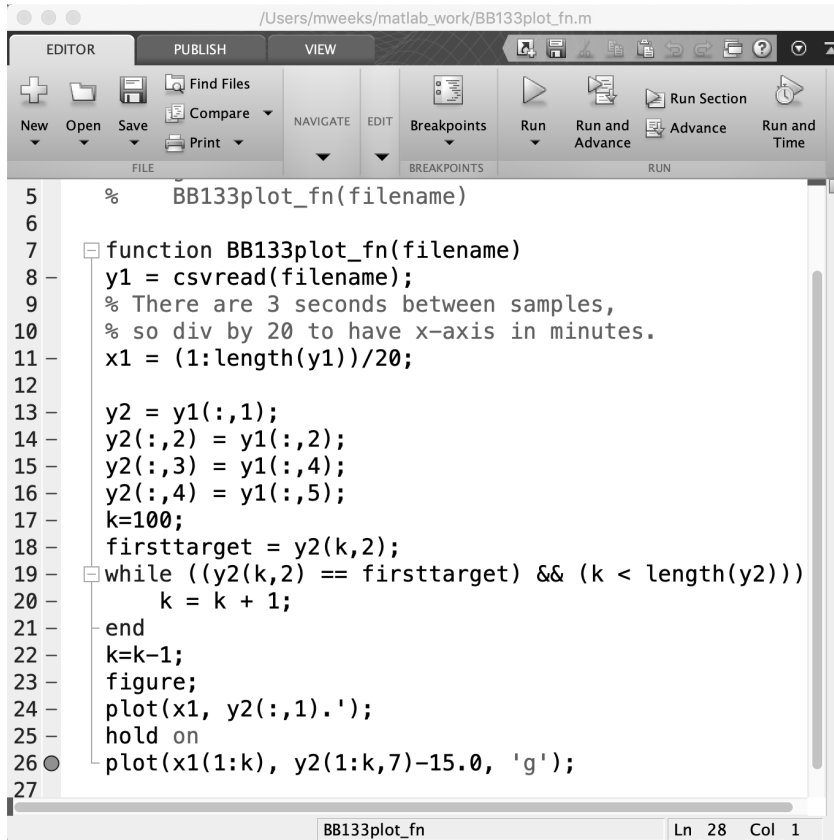 /Users/mweeks/matlab_work/BB133plot_fn.m
EDITOR PUBLISH VIEW
New Open Save
Find Files
Compare
Print
FILE
NAVIGATE
EDIT
Breakpoints
BREAKPOINTS
Run
Run and Advance
Run Section
Advance
Run and Time
RUN
5 % BB133plot_fn(filename)
6
7 function BB133plot_fn(filename)
8 – y1 = csvread(filename);
9 % There are 3 seconds between samples,
10 % so div by 20 to have x-axis in minutes.
11 – x1 = (1:length(y1))/20;
12
13 – y2 = y1(:,1);
14 – y2(:,2) = y1(:,2);
15 – y2(:,3) = y1(:,4);
16 – y2(:,4) = y1(:,5);
17 – k=100;
18 – firsttarget = y2(k,2);
19 – while ((y2(k,2) == firsttarget) && (k < length(y2)))
20 – k = k + 1;
21 – end
22 – k=k-1;
23 – figure;
24 – plot(x1, y2(:,1).');
25 – hold on
26 plot(x1(1:k), y2(1:k,7)-15.0, 'g');
27
BB133plot_fn Ln 28 Col 1